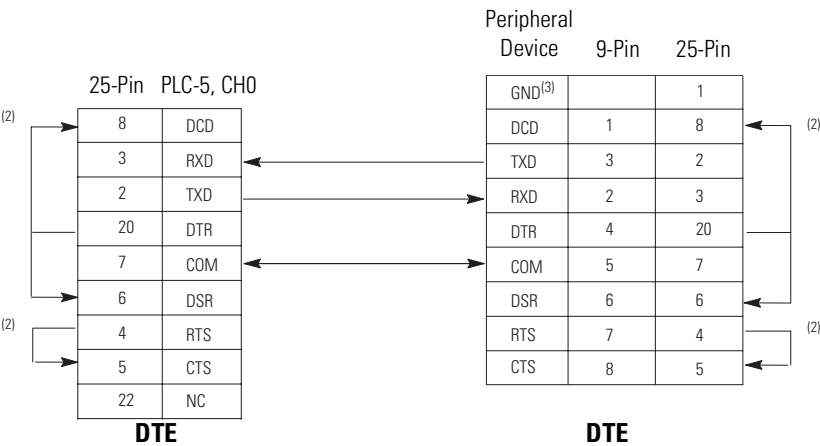 Peripheral
Device 9-Pin 25-Pin
25-Pin PLC-5, CH0
GND(3) 1
(2) 8 DCD DCD 1 8 (2)
3 RXD TXD 3 2
2 TXD RXD 2 3
20 DTR DTR 4 20
7 COM COM 5 7
6 DSR DSR 6 6
(2) 4 RTS RTS 7 4 (2)
5 CTS CTS 8 5
22 NC
DTE DTE